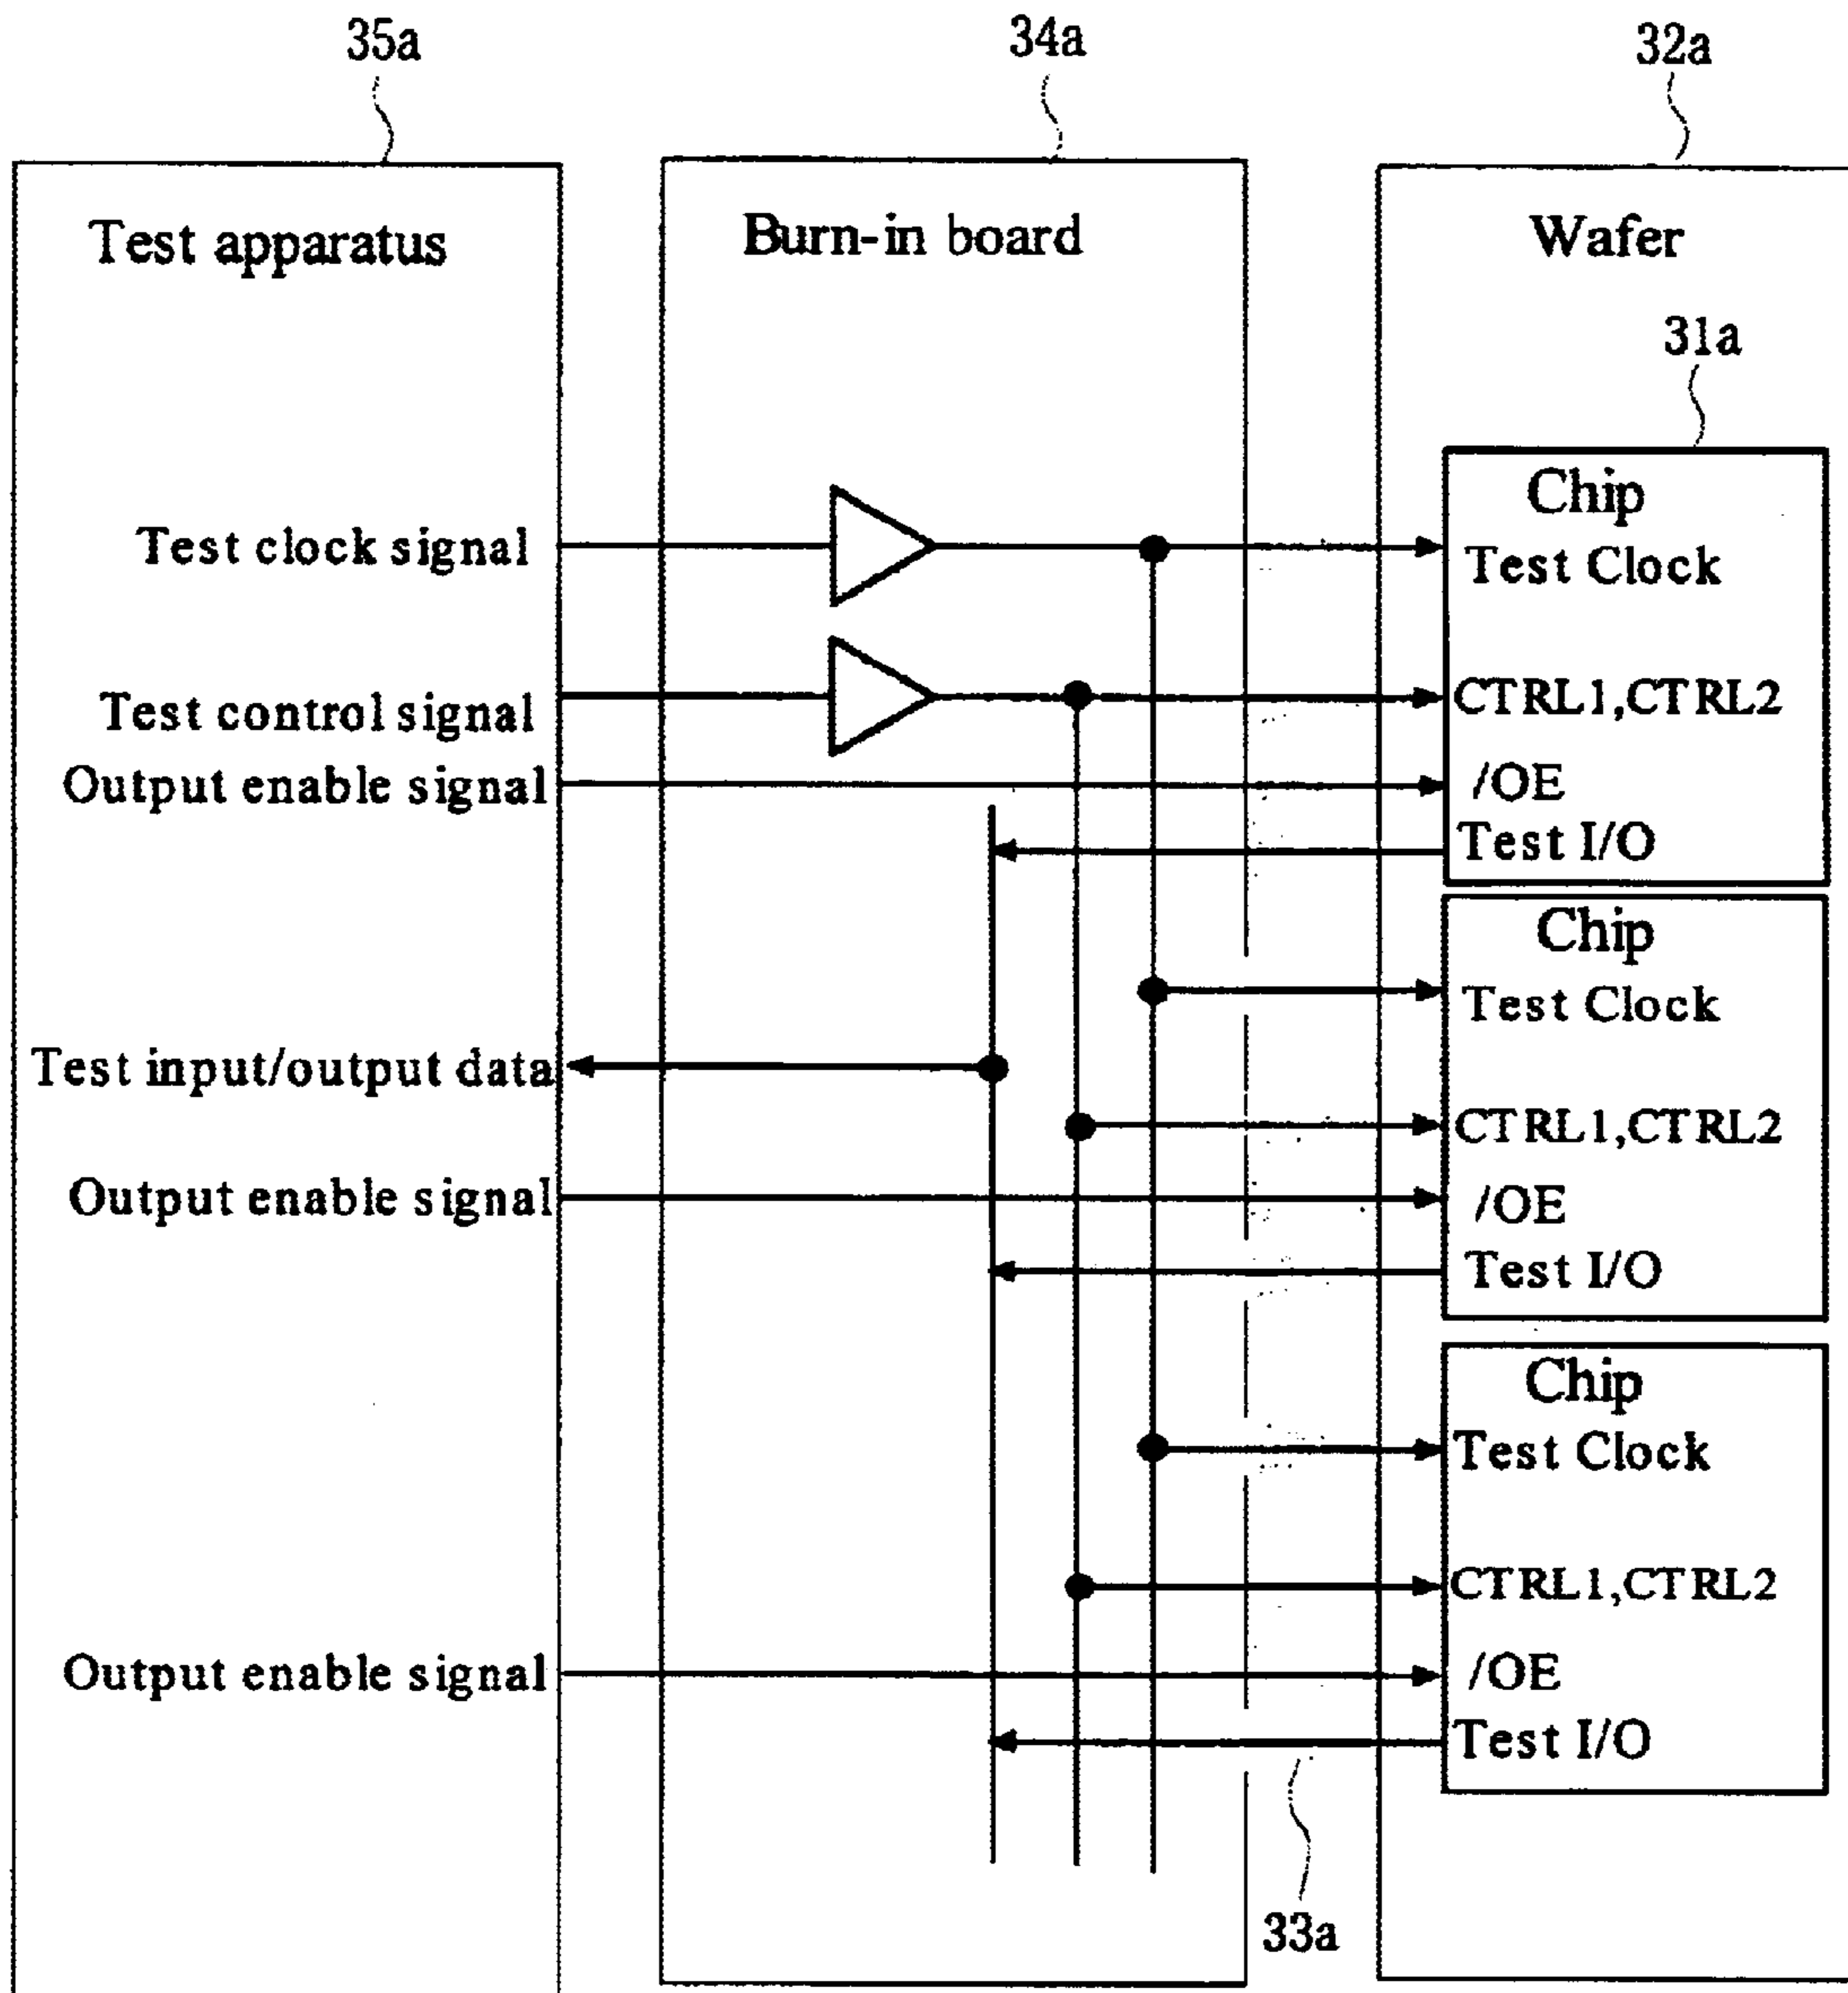 35a
34a
32a
Test apparatus
Burn-in board
Wafer
31a
Chip
Test clock signal
Test Clock
Test control signal
CTRL1,CTRL2
Output enable signal
/OE
Test I/O
Chip
Test Clock
Test input/output data
CTRL1,CTRL2
Output enable signal
/OE
Test I/O
Chip
Test Clock
CTRL1,CTRL2
Output enable signal
/OE
Test I/O
33a